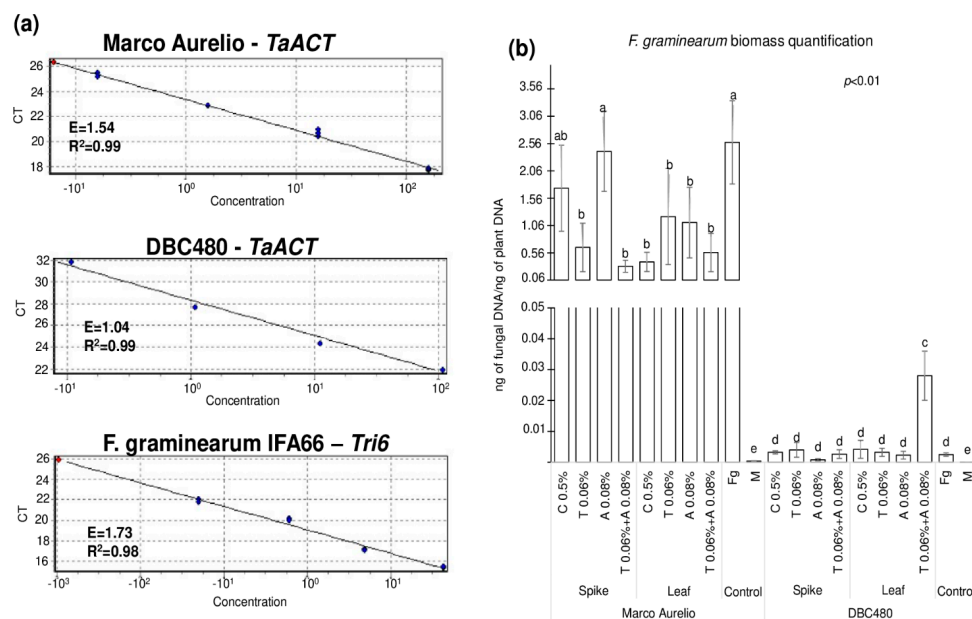 (a)
Marco Aurelio - TaACT
CT
26
24
22
20
18
E=1.54
R²=0.99
-10¹
10⁰
10¹
10²
Concentration
DBC480 - TaACT
CT
32
30
28
26
24
22
E=1.04
R²=0.99
-10¹
10⁰
10¹
10²
Concentration
F. graminearum IFA66 – Tri6
CT
26
24
22
20
18
16
E=1.73
R²=0.98
-10³
-10²
-10¹
10⁰
10¹
Concentration
(b)
F. graminearum biomass quantification
p<0.01
ng of fungal DNA/ng of plant DNA
3.56
3.06
2.56
2.06
1.56
1.06
0.56
0.06
0.05
0.04
0.03
0.02
0.01
ab
b
a
b
b
b
b
b
a
e
d
d
d
d
d
d
d
c
d
e
C 0.5%
T 0.06%
A 0.08%
T 0.06%+A 0.08%
C 0.5%
T 0.06%
A 0.08%
T 0.06%+A 0.08%
Fg
M
C 0.5%
T 0.06%
A 0.08%
T 0.06%+A 0.08%
C 0.5%
T 0.06%
A 0.08%
T 0.06%+A 0.08%
Fg
M
Spike Leaf Control Spike Leaf Control
Marco Aurelio DBC480